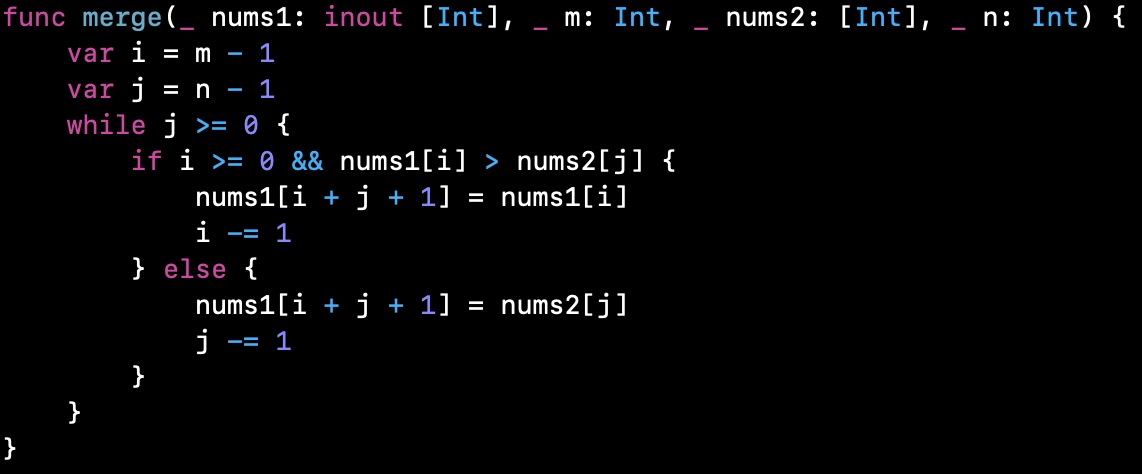 func merge(_ nums1: inout [Int], _ m: Int, _ nums2: [Int], _ n: Int) {
    var i = m - 1
    var j = n - 1
    while j >= 0 {
        if i >= 0 && nums1[i] > nums2[j] {
            nums1[i + j + 1] = nums1[i]
            i -= 1
        } else {
            nums1[i + j + 1] = nums2[j]
            j -= 1
        }
    }
}